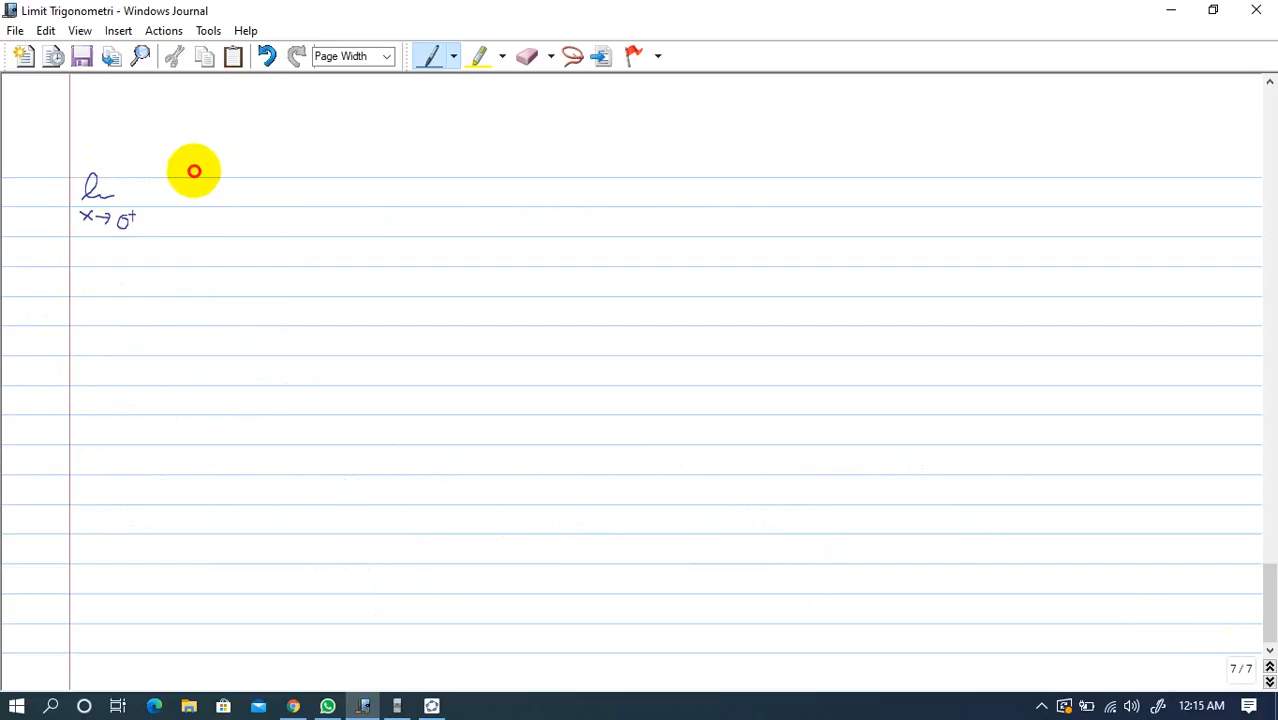 Limit Trigonometri - Windows Journal
File Edit View Insert Actions Tools Help
Page Width
lim
x→0⁺
7 / 7
12:15 AM